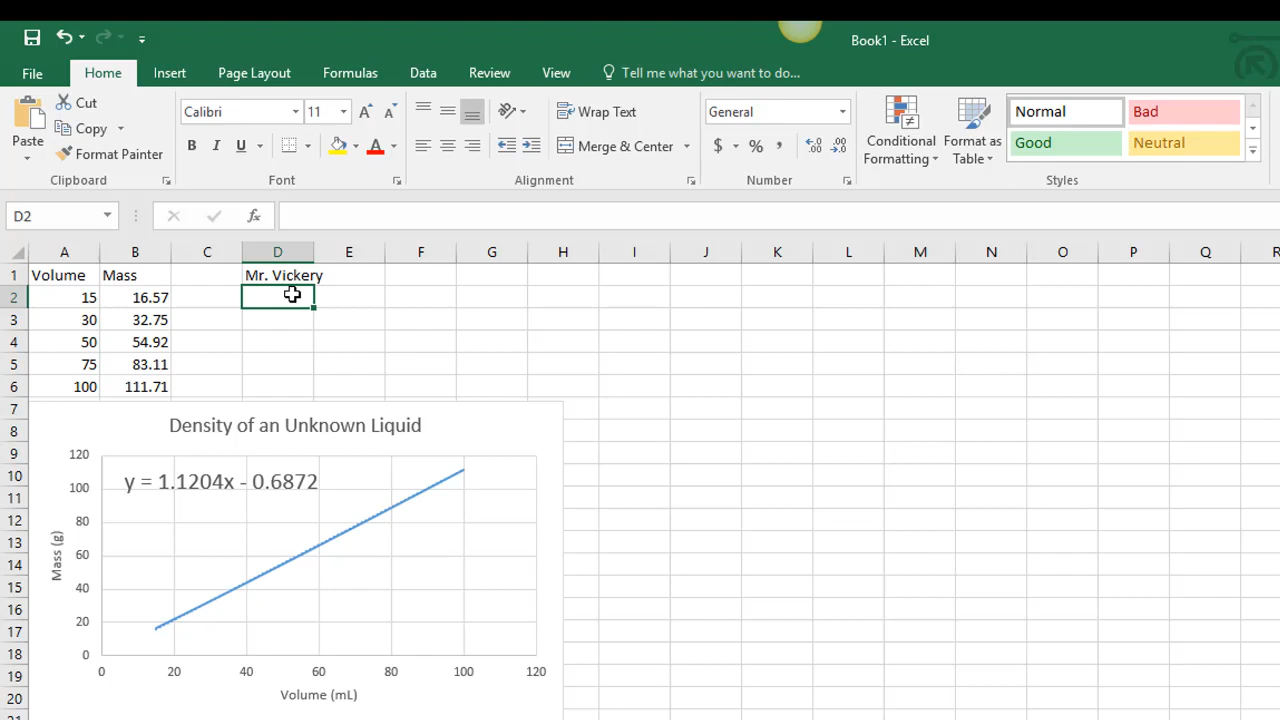 Book1 - Excel
File Home Insert Page Layout Formulas Data Review View Tell me what you want to do...
Paste Cut Copy Format Painter
Calibri 11
B I U A
Wrap Text
Merge & Center
General
$ % ,
Conditional Formatting
Format as Table
Normal Bad
Good Neutral
Clipboard Font Alignment Number Styles
D2 fx
A B C D E F G H I J K L M N O P Q R
1 Volume Mass Mr. Vickery
2 15 16.57
3 30 32.75
4 50 54.92
5 75 83.11
6 100 111.71
7
8
9
10
11
12
13
14
15
16
17
18
19
20
21
Density of an Unknown Liquid
y = 1.1204x - 0.6872
120
100
80
60
40
20
0
Mass (g)
0 20 40 60 80 100 120
Volume (mL)